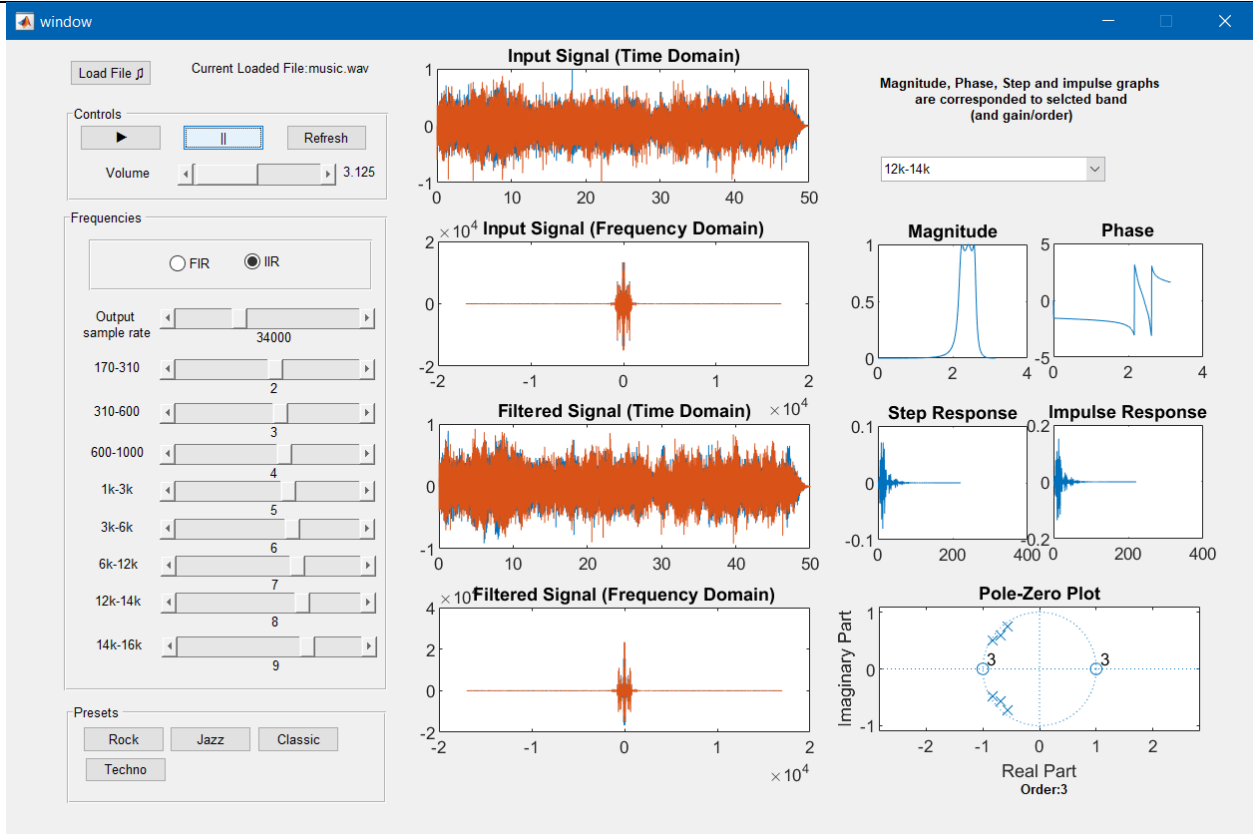 window
Load File ♫
Current Loaded File:music.wav
Controls
►
||
Refresh
Volume
3.125
Frequencies
FIR
IIR
Output
sample rate
34000
170-310
2
310-600
3
600-1000
4
1k-3k
5
3k-6k
6
6k-12k
7
12k-14k
8
14k-16k
9
Presets
Rock
Jazz
Classic
Techno
Input Signal (Time Domain)
1
0
-1
0 10 20 30 40 50
×10^4 Input Signal (Frequency Domain)
2
0
-2
-2 -1 0 1 2
×10^4
Filtered Signal (Time Domain)
1
0
-1
0 10 20 30 40 50
×10^4 Filtered Signal (Frequency Domain)
4
2
0
-2
-2 -1 0 1 2
×10^4
Magnitude, Phase, Step and impulse graphs
are corresponded to selcted band
(and gain/order)
12k-14k
Magnitude
1
0.5
0
0 2 4
Phase
5
0
-5
0 2 4
Step Response
0.1
0
-0.1
0 200 400
Impulse Response
0.2
0
-0.2
0 200 400
Pole-Zero Plot
Imaginary Part
1
0
-1
3 3
-2 -1 0 1 2
Real Part
Order:3